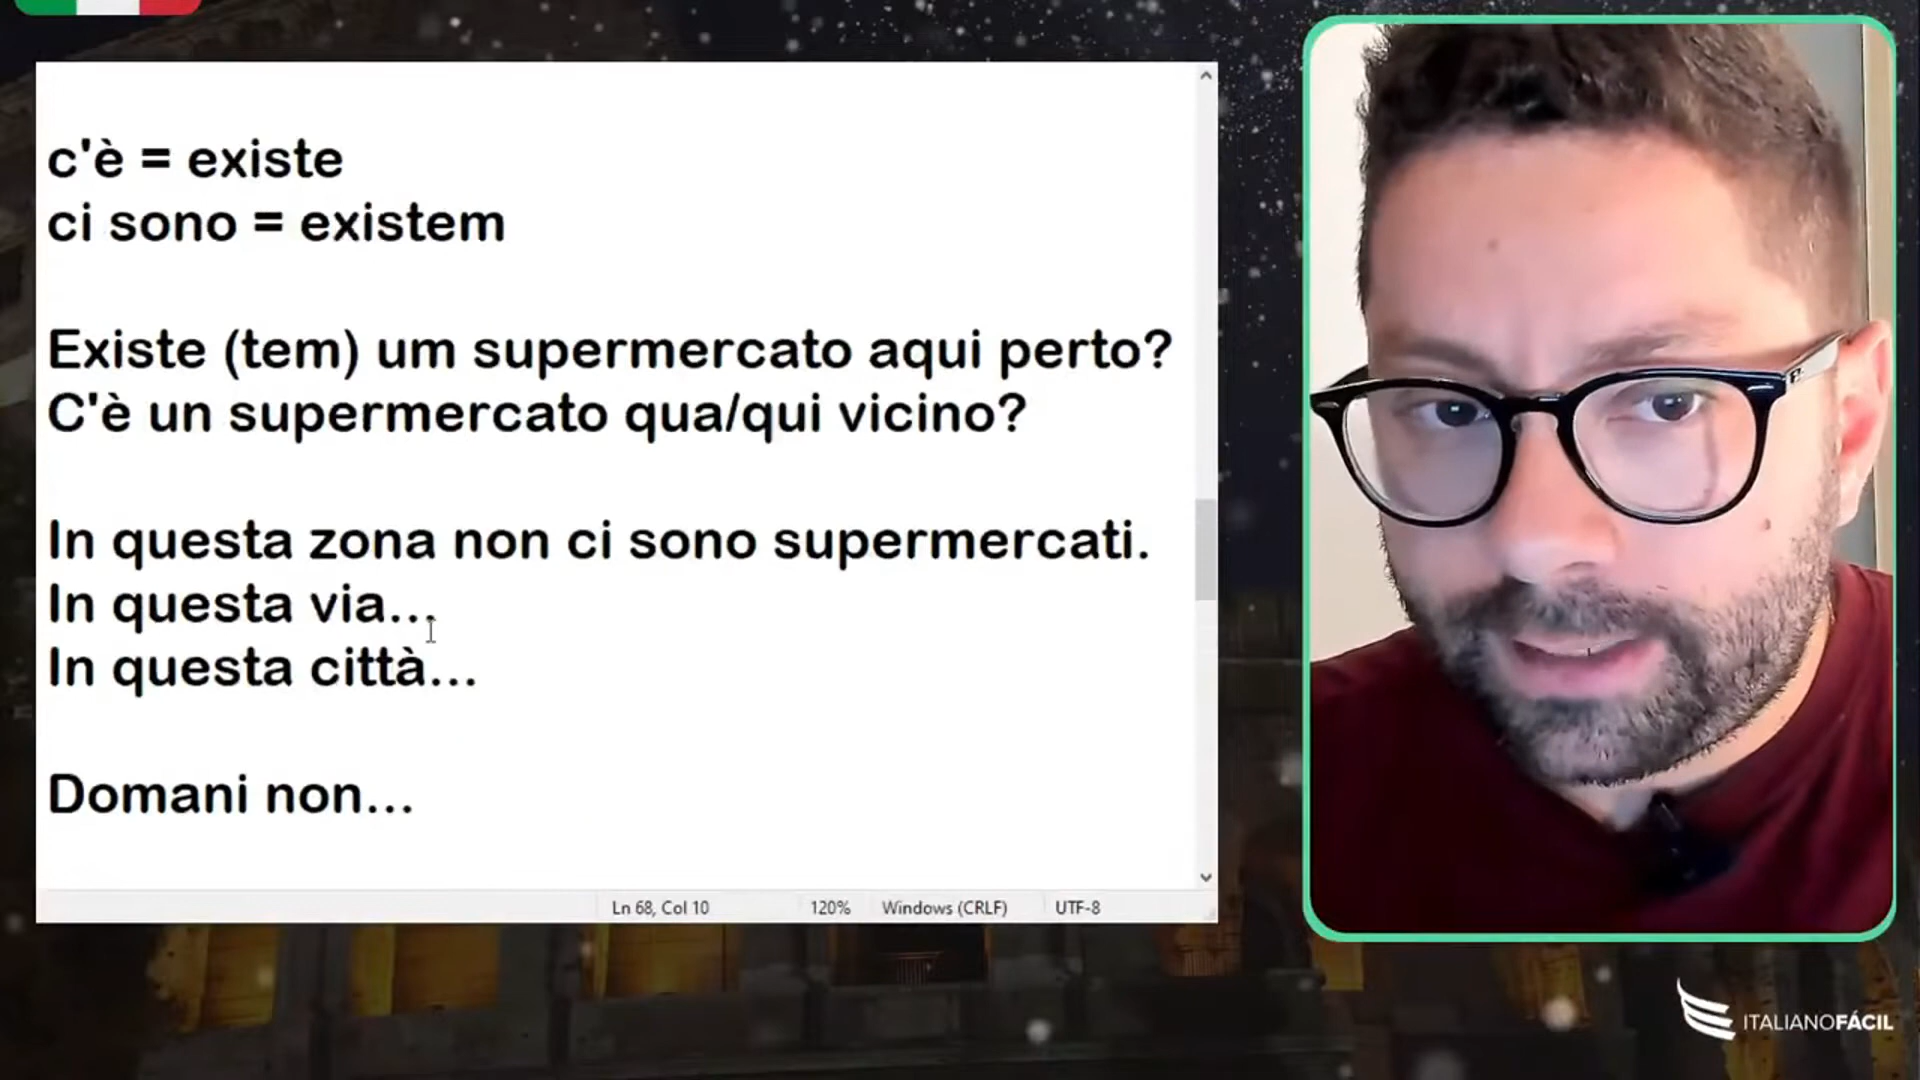 c'è = existe
ci sono = existem
Existe (tem) um supermercato aqui perto?
C'è un supermercato qua/qui vicino?
In questa zona non ci sono supermercati.
In questa via...
In questa città...
Domani non...
Ln 68, Col 10 120% Windows (CRLF) UTF-8
ITALIANOFÁCIL